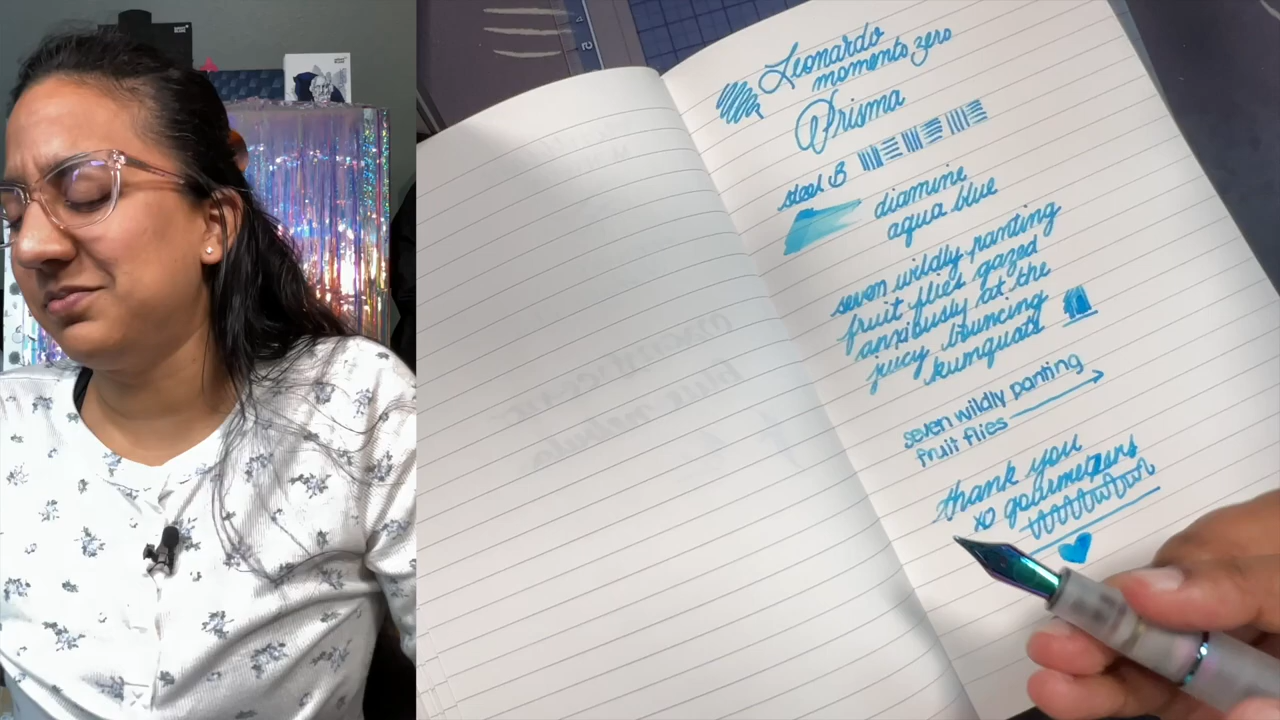 Leonardo
momento zero
Prisma
steel B
diamine
aqua blue
seven wildly panting
fruit flies gazed
anxiously at the
juicy bouncing
kumquats
seven wildly panting
fruit flies
thank you
xo gourmetpens